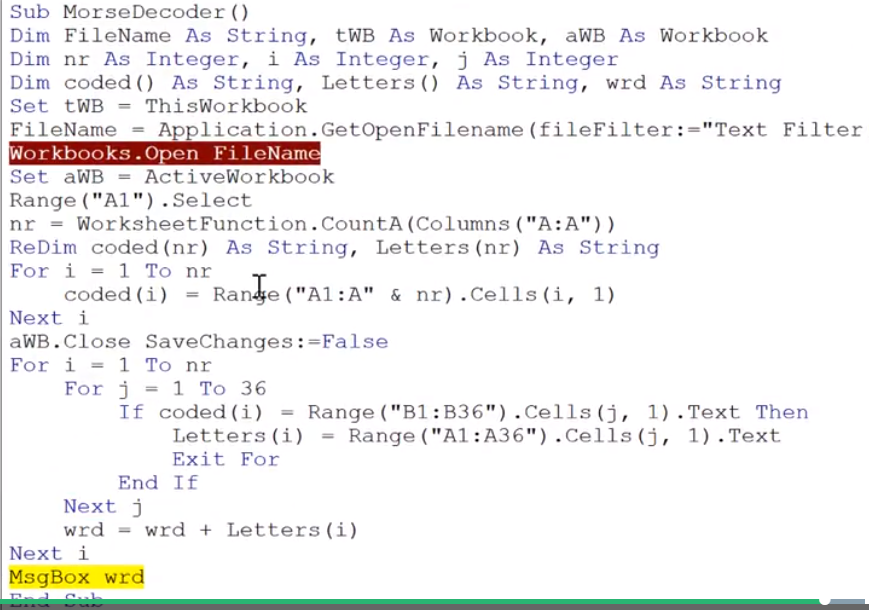 Sub MorseDecoder()
Dim FileName As String, tWB As Workbook, aWB As Workbook
Dim nr As Integer, i As Integer, j As Integer
Dim coded() As String, Letters() As String, wrd As String
Set tWB = ThisWorkbook
FileName = Application.GetOpenFilename(fileFilter:="Text Filter
Workbooks.Open FileName
Set aWB = ActiveWorkbook
Range("A1").Select
nr = WorksheetFunction.CountA(Columns("A:A"))
ReDim coded(nr) As String, Letters(nr) As String
For i = 1 To nr
    coded(i) = Range("A1:A" & nr).Cells(i, 1)
Next i
aWB.Close SaveChanges:=False
For i = 1 To nr
    For j = 1 To 36
        If coded(i) = Range("B1:B36").Cells(j, 1).Text Then
            Letters(i) = Range("A1:A36").Cells(j, 1).Text
            Exit For
        End If
    Next j
    wrd = wrd + Letters(i)
Next i
MsgBox wrd
End Sub